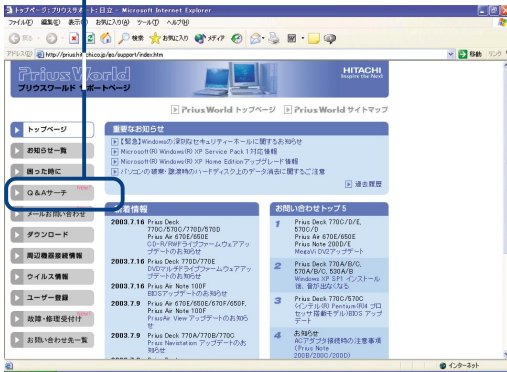 トップページ:プリウスサポート:日立 - Microsoft Internet Explorer
ファイル(F) 編集(E) 表示(V) お気に入り(A) ツール(T) ヘルプ(H)
戻る 検索 お気に入り メディア
アドレス(D) http://prius.hitachi.co.jp/go/support/index.htm 移動 リンク
Prius World
プリウスワールド サポートページ
HITACHI
Inspire the Next
Prius World トップページ Prius World サイトマップ
トップページ
お知らせ一覧
困った時に
Q&Aサーチ
メールお問い合わせ
ダウンロード
周辺機器接続情報
ウイルス情報
ユーザー登録
故障・修理受付け
お問い合わせ先一覧
重要なお知らせ
【緊急】Windowsの深刻なセキュリティーホールに関するお知らせ
Microsoft(R) Windows(R) XP Service Pack 1対応情報
Microsoft(R) Windows(R) XP Home Editionアップグレード情報
パソコンの廃棄・譲渡時のハードディスク上のデータ消去に関するご注意
過去履歴
新着情報
2003.7.16 Prius Deck
770C/570C/770D/570D
Prius Air 670E/650E
CD-R/RWドライブファームウェアアップデートのお知らせ
2003.7.16 Prius Deck 770D/770E
DVDマルチドライブファームウェアアップデートのお知らせ
2003.7.16 Prius Air Note 100F
BIOSアップデートのお知らせ
2003.7.9 Prius Air 670E/650E/670F/650F,
Prius Air Note 100F
PriusAir View アップデートのお知らせ
2003.7.9 Prius Deck 770A/770B/770C
Prius Navistation アップデートのお知らせ
お問い合わせトップ5
1 Prius Deck 770C/D/E,
570C/D
Prius Air 670E/650E
Prius Note 200D/E
MegaVi DV2アップデート
2 Prius Deck 770A/B/C,
570A/B/C, 530A/B
Windows XP SP1 インストール後、音が出なくなる
3 Prius Deck 770C/570C
(インテル(R) Pentium(R)4 プロセッサ搭載モデル)BIOS アップデート
4 お知らせ
ACアダプタ接続時の注意事項
(Prius Note
200B/200C/200D)
インターネット